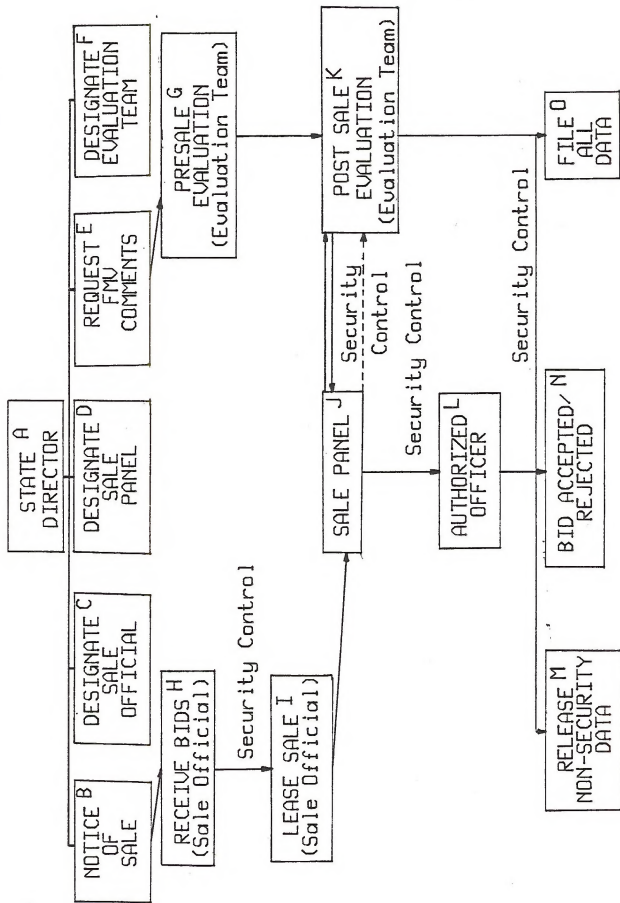 STATE A
DIRECTOR
NOTICE B
OF
SALE
DESIGNATE C
SALE
OFFICIAL
DESIGNATE D
SALE
PANEL
REQUEST E
FMV
COMMENTS
DESIGNATE F
EVALUATION
TEAM
RECEIVE BIDS H
(Sale Official)
PRESALE G
EVALUATION
(Evaluation Team)
Security Control
LEASE SALE I
(Sale Official)
SALE PANEL J
Security
Control
POST SALE K
EVALUATION
(Evaluation Team)
Security Control
AUTHORIZED L
OFFICER
Security Control
RELEASE M
NON-SECURITY
DATA
BID ACCEPTED/ N
REJECTED
FILE O
ALL
DATA